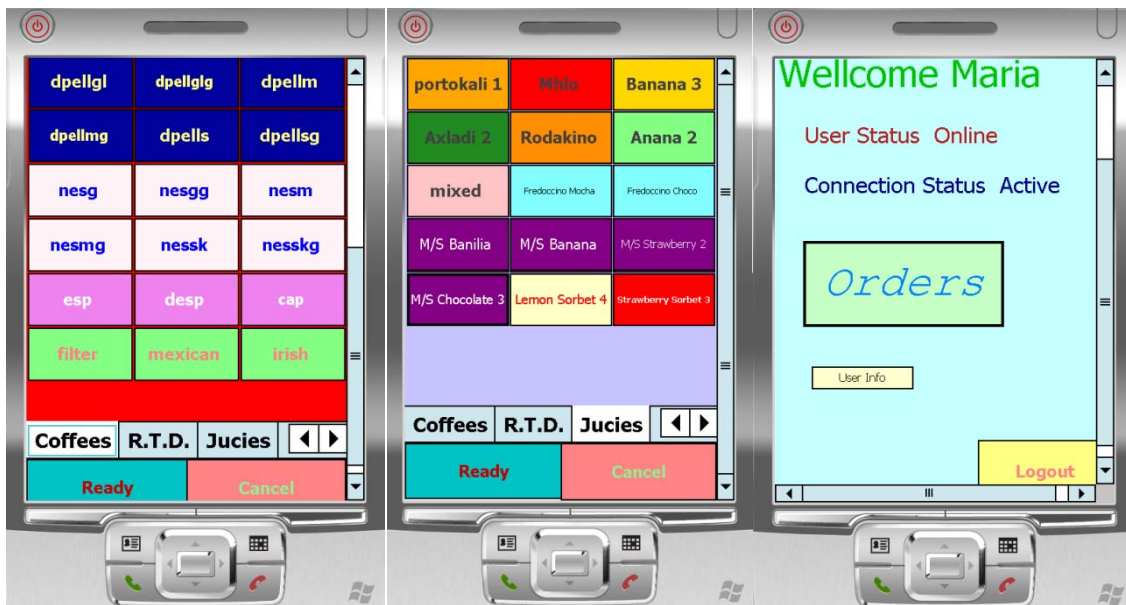 dpellgl dpellglg dpellm
dpellmg dpells dpellsg
nesg nesgg nesm
nesmg nessk nesskg
esp desp cap
filter mexican irish
Coffees R.T.D. Jucies
Ready Cancel
portokali 1 Mhlo Banana 3
Axladi 2 Rodakino Anana 2
mixed Fredoccino Mocha Fredoccino Choco
M/S Banilia M/S Banana M/S Strawberry 2
M/S Chocolate 3 Lemon Sorbet 4 Strawberry Sorbet 3
Coffees R.T.D. Jucies
Ready Cancel
Wellcome Maria
User Status Online
Connection Status Active
Orders
User Info
Logout